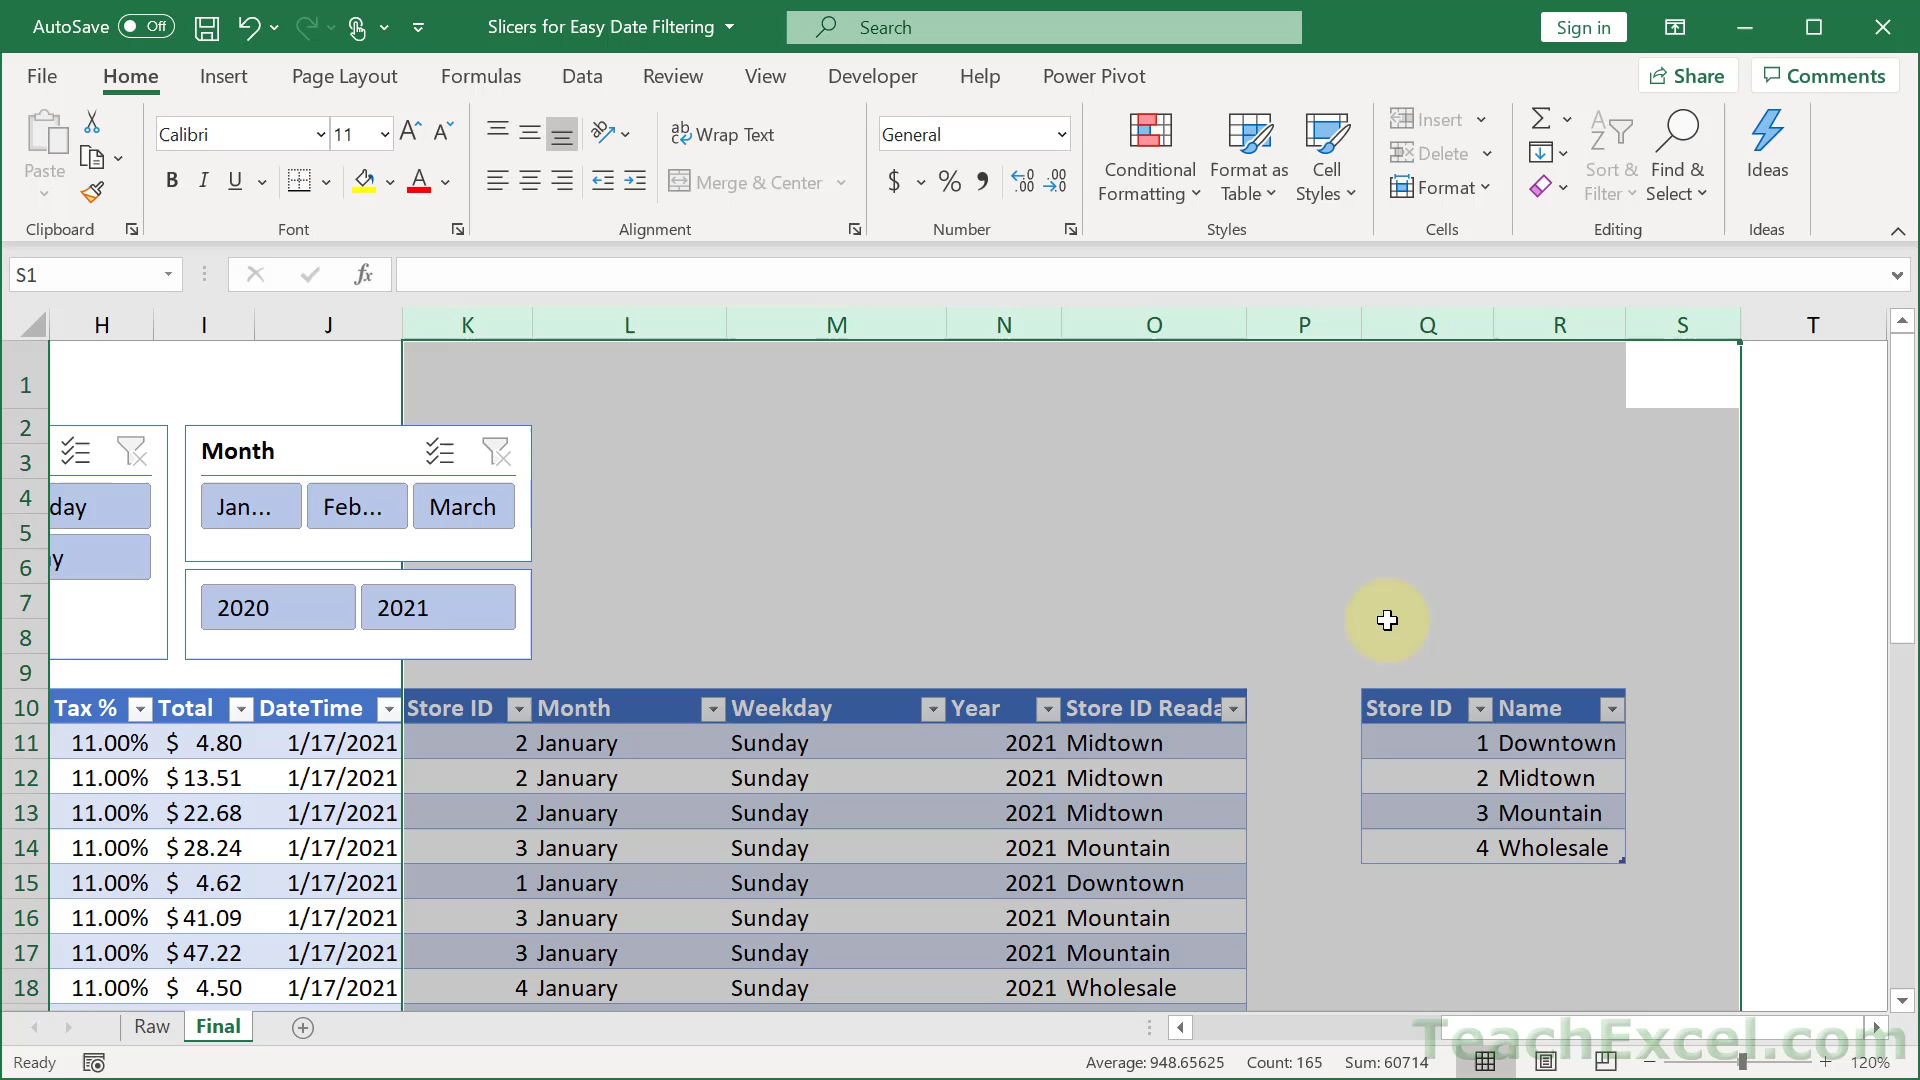 AutoSave Off Slicers for Easy Date Filtering Search Sign in
File Home Insert Page Layout Formulas Data Review View Developer Help Power Pivot Share Comments
Paste Calibri 11 A A ab Wrap Text General Conditional Formatting Format as Table Cell Styles Insert Delete Format Sort & Filter Find & Select Ideas
B I U A Merge & Center $ % 9 .00 .00
Clipboard Font Alignment Number Styles Cells Editing Ideas
S1 fx
H I J K L M N O P Q R S T
1
2
3 Month
4 day Jan... Feb... March
5
6 y
7 2020 2021
8
9
10 Tax % Total DateTime Store ID Month Weekday Year Store ID Reada Store ID Name
11 11.00% $ 4.80 1/17/2021 2 January Sunday 2021 Midtown 1 Downtown
12 11.00% $ 13.51 1/17/2021 2 January Sunday 2021 Midtown 2 Midtown
13 11.00% $ 22.68 1/17/2021 2 January Sunday 2021 Midtown 3 Mountain
14 11.00% $ 28.24 1/17/2021 3 January Sunday 2021 Mountain 4 Wholesale
15 11.00% $ 4.62 1/17/2021 1 January Sunday 2021 Downtown
16 11.00% $ 41.09 1/17/2021 3 January Sunday 2021 Mountain
17 11.00% $ 47.22 1/17/2021 3 January Sunday 2021 Mountain
18 11.00% $ 4.50 1/17/2021 4 January Sunday 2021 Wholesale
Raw Final
TeachExcel.com
Ready Average: 948.65625 Count: 165 Sum: 60714 120%